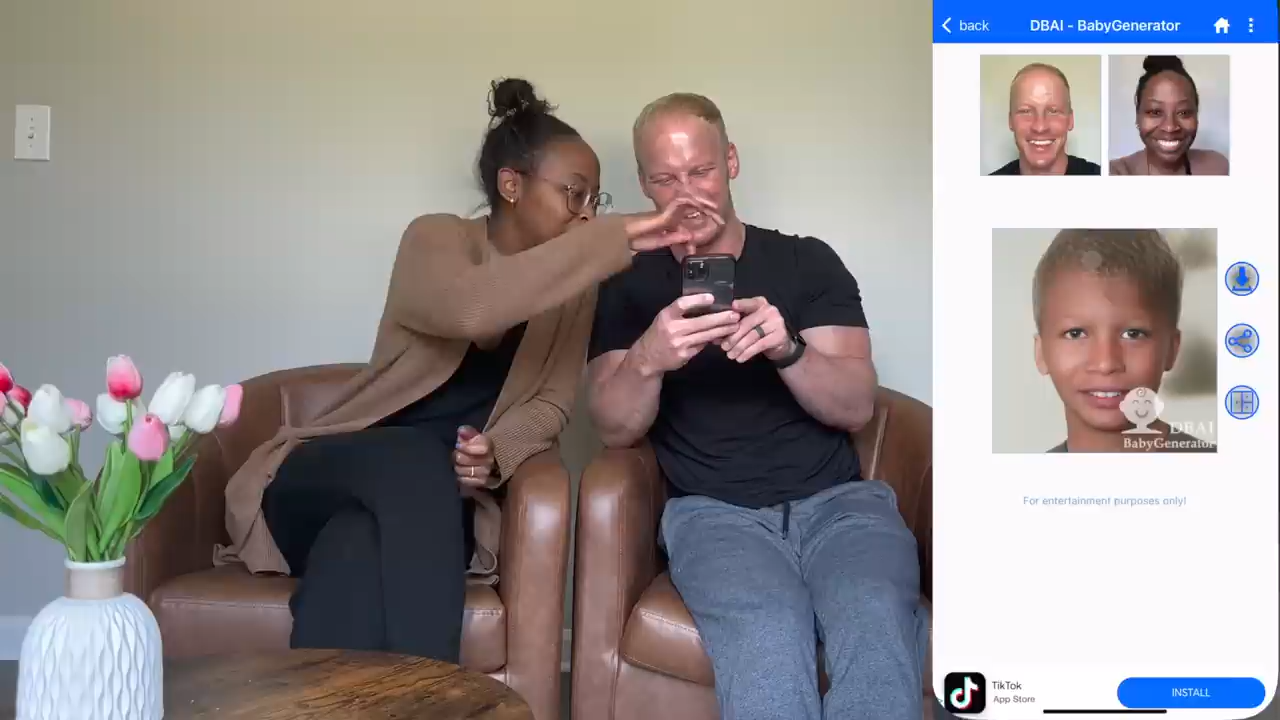 back
DBAI - BabyGenerator
DBAI
BabyGenerator
For entertainment purposes only!
TikTok
App Store
INSTALL